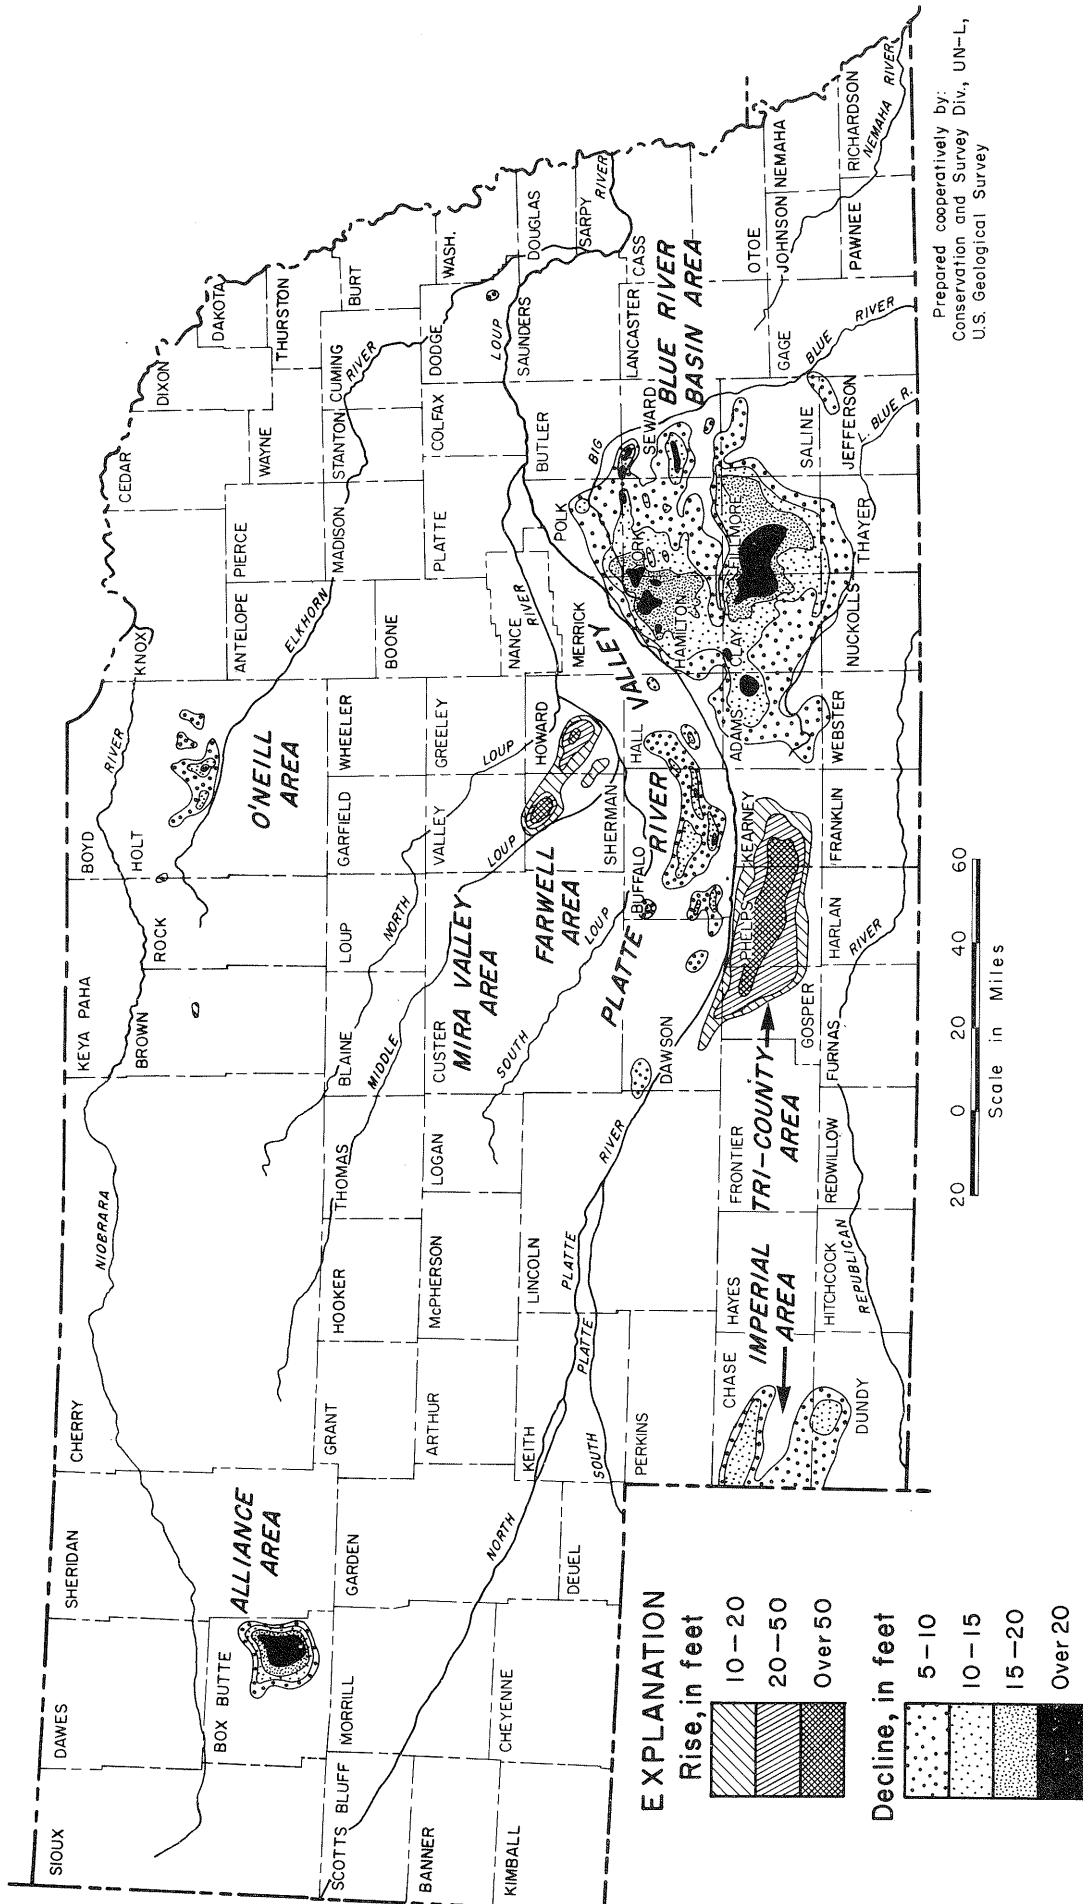 SIOUX
DAWES
SHERIDAN
CHERRY
KEYA PAHA
BOYD
NIOBRARA
RIVER
BROWN
ROCK
HOLT
KNOX
CEDAR
DIXON
DAKOTA
BOX BUTTE
ALLIANCE
AREA
O'NEILL
AREA
ANTELOPE
PIERCE
WAYNE
THURSTON
ELKHORN
RIVER
SCOTTS BLUFF
MORRILL
GARDEN
GRANT
HOOKER
THOMAS
BLAINE
LOUP
GARFIELD
WHEELER
BOONE
MADISON
STANTON
CUMING
BURT
BANNER
ARTHUR
McPHERSON
LOGAN
CUSTER
VALLEY
GREELEY
PLATTE
COLFAX
DODGE
WASH.
MIDDLE
NORTH
LOUP
LOUP
MIRA VALLEY
AREA
KIMBALL
CHEYENNE
DEUEL
KEITH
LINCOLN
NORTH
PLATTE
PLATTE
SOUTH
RIVER
SOUTH
LOUP
FARWELL
AREA
SHERMAN
HOWARD
NANCE
RIVER
MERRICK
POLK
BUTLER
SAUNDERS
LOUP
DOUGLAS
SARPY
RIVER
PERKINS
DAWSON
BUFFALO
HALL
PLATTE
RIVER
VALLEY
HAMILTON
YORK
SEWARD
LANCASTER
CASS
BIG
BLUE RIVER
BASIN AREA
OTOE
CHASE
HAYES
FRONTIER
GOSPER
PHELPS
KEARNEY
ADAMS
CLAY
FILLMORE
SALINE
GAGE
JOHNSON
NEMAHA
IMPERIAL
AREA
TRI-COUNTY
AREA
BLUE
RIVER
DUNDY
HITCHCOCK
REDWILLOW
FURNAS
HARLAN
FRANKLIN
WEBSTER
NUCKOLLS
THAYER
JEFFERSON
PAWNEE
RICHARDSON
REPUBLICAN
RIVER
L. BLUE R.
NEMAHA RIVER
EXPLANATION
Rise, in feet
10-20
20-50
Over 50
Decline, in feet
5-10
10-15
15-20
Over 20
20 0 20 40 60
Scale in Miles
Prepared cooperatively by:
Conservation and Survey Div., UN-L,
U.S. Geological Survey